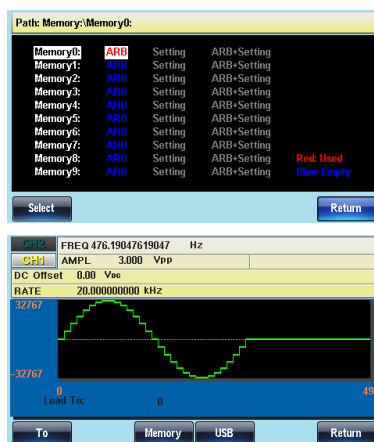 Path: Memory:\Memory0:
Memory0: ARB Setting ARB+Setting
Memory1: ARB Setting ARB+Setting
Memory2: ARB Setting ARB+Setting
Memory3: ARB Setting ARB+Setting
Memory4: ARB Setting ARB+Setting
Memory5: ARB Setting ARB+Setting
Memory6: ARB Setting ARB+Setting
Memory7: ARB Setting ARB+Setting
Memory8: ARB Setting ARB+Setting Red: Used
Memory9: ARB Setting ARB+Setting Blue: Empty
Select Return
CH2 FREQ 476.19047619047 Hz
CH1 AMPL 3.000 Vpp
DC Offset 0.00 Vdc
RATE 20.000000000 kHz
32767
-32767
0 49
Load To: 0
To Memory USB Return